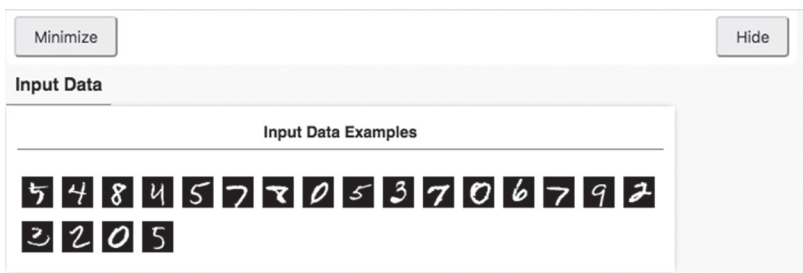 Minimize Hide
Input Data
Input Data Examples
5 4 8 4 5 7 8 0 5 3 7 0 6 7 9 2
3 2 0 5